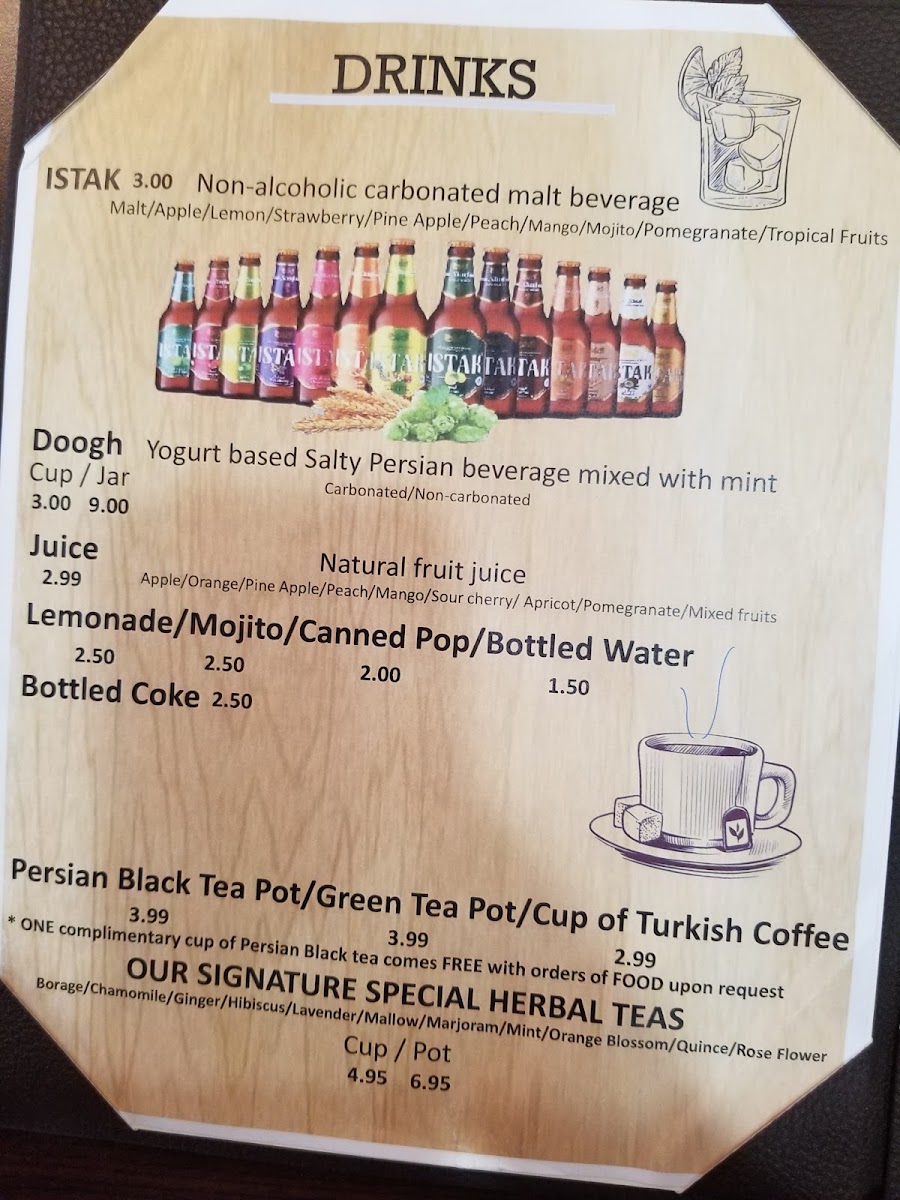 DRINKS
ISTAK 3.00 Non-alcoholic carbonated malt beverage
Malt/Apple/Lemon/Strawberry/Pine Apple/Peach/Mango/Mojito/Pomegranate/Tropical Fruits
ISTAK
Doogh Yogurt based Salty Persian beverage mixed with mint
Cup / Jar Carbonated/Non-carbonated
3.00 9.00
Juice Natural fruit juice
2.99 Apple/Orange/Pine Apple/Peach/Mango/Sour cherry/ Apricot/Pomegranate/Mixed fruits
Lemonade/Mojito/Canned Pop/Bottled Water
2.50 2.50 2.00 1.50
Bottled Coke 2.50
Persian Black Tea Pot/Green Tea Pot/Cup of Turkish Coffee
3.99 3.99 2.99
* ONE complimentary cup of Persian Black tea comes FREE with orders of FOOD upon request
OUR SIGNATURE SPECIAL HERBAL TEAS
Borage/Chamomile/Ginger/Hibiscus/Lavender/Mallow/Marjoram/Mint/Orange Blossom/Quince/Rose Flower
Cup / Pot
4.95 6.95